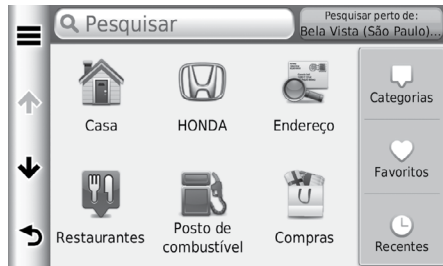 Pesquisar
Pesquisar perto de:
Bela Vista (São Paulo)...
Casa
HONDA
Endereço
Categorias
Favoritos
Restaurantes
Posto de
combustível
Compras
Recentes